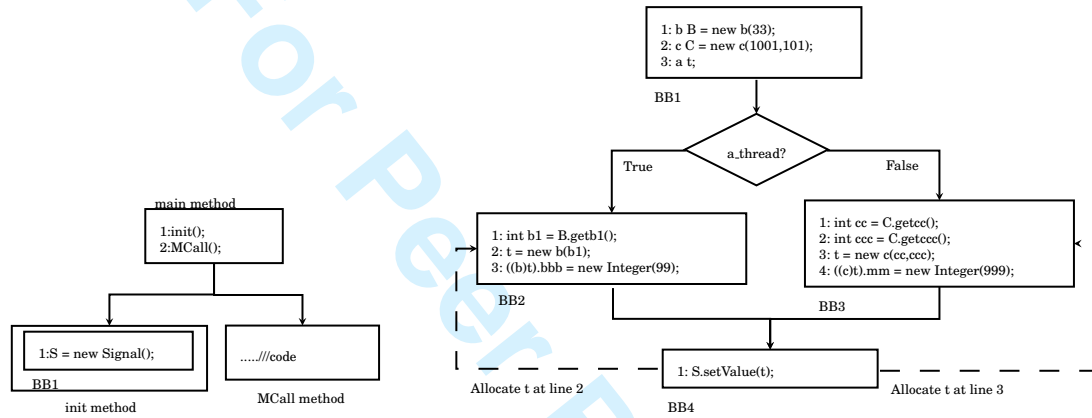 For Peer R
main method
1:init();
2:MCall();
1:S = new Signal();
BB1
init method
.....///code
MCall method
1: b B = new b(33);
2: c C = new c(1001,101);
3: a t;
BB1
a_thread?
True
False
1: int b1 = B.getb1();
2: t = new b(b1);
3: ((b)t).bbb = new Integer(99);
BB2
1: int cc = C.getcc();
2: int ccc = C.getccc();
3: t = new c(cc,ccc);
4: ((c)t).mm = new Integer(999);
BB3
1: S.setValue(t);
BB4
Allocate t at line 2
Allocate t at line 3